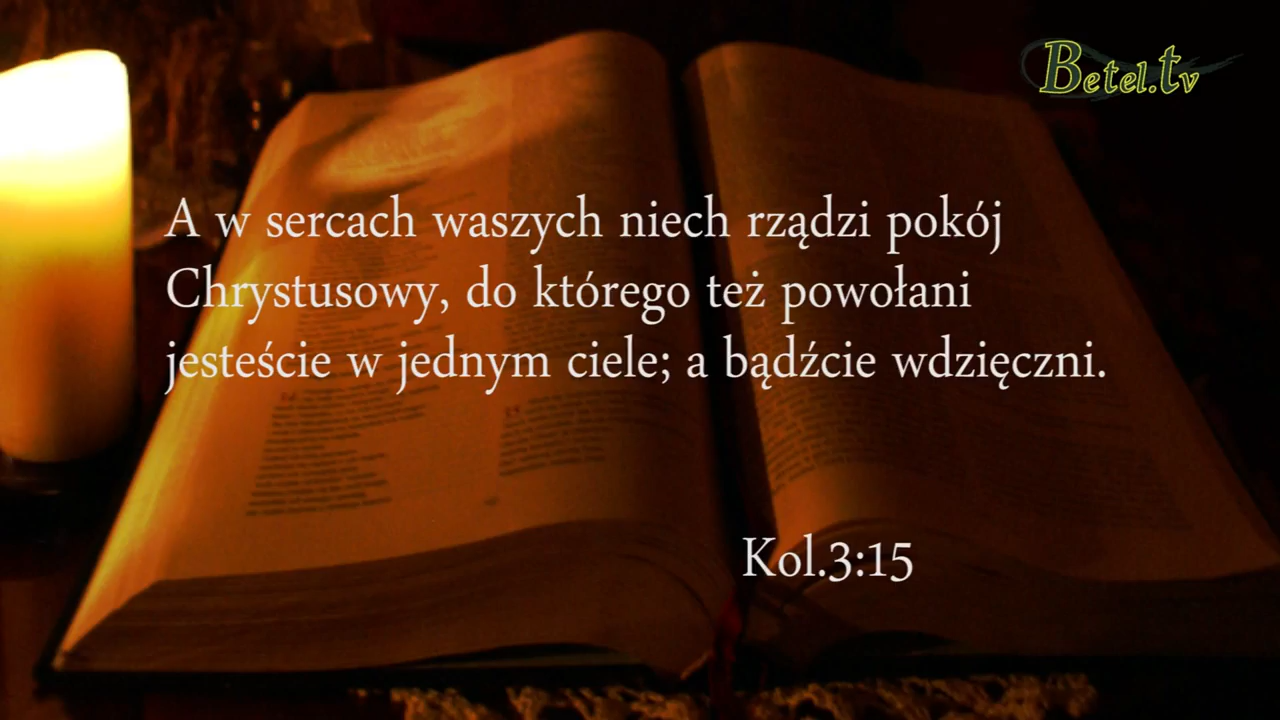 Betel.tv
A w sercach waszych niech rządzi pokój
Chrystusowy, do którego też powołani
jesteście w jednym ciele; a bądźcie wdzięczni.
Kol.3:15